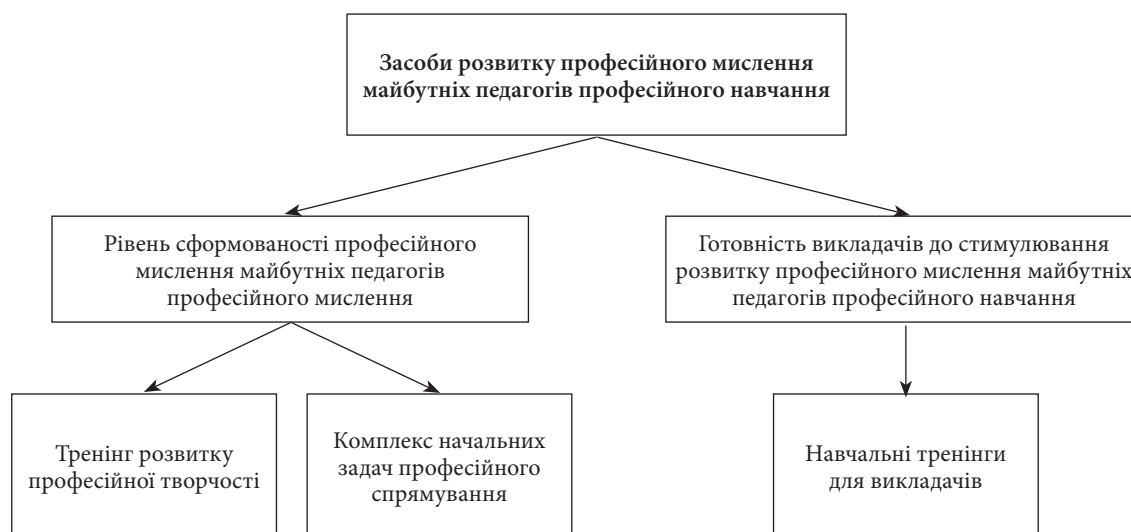 Засоби розвитку професійного мислення
майбутніх педагогів професійного навчання
Рівень сформованості професійного
мислення майбутніх педагогів
професійного мислення
Готовність викладачів до стимулювання
розвитку професійного мислення майбутніх
педагогів професійного навчання
Тренінг розвитку
професійної творчості
Комплекс начальних
задач професійного
спрямування
Навчальні тренінги
для викладачів